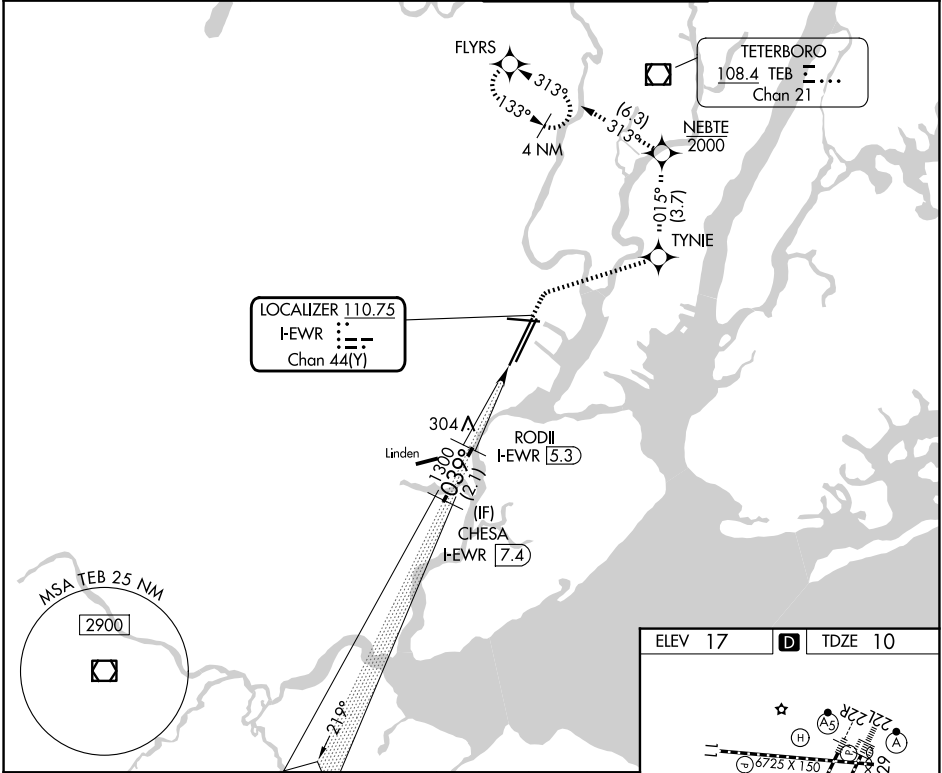 FLYRS
313°
133°
4 NM
(6.3)
313°
TETERBORO
108.4 TEB
Chan 21
NEBTE
2000
015°
(3.7)
TYNIE
LOCALIZER 110.75
I-EWR
Chan 44(Y)
304
Linden
RODII
I-EWR 5.3
1300
039°
(2.1)
(IF)
CHESA
I-EWR 7.4
MSA TEB 25 NM
2900
219°
ELEV 17 D TDZE 10
A5
22L 22R
H
A
P
11
P
6725 X 150
29